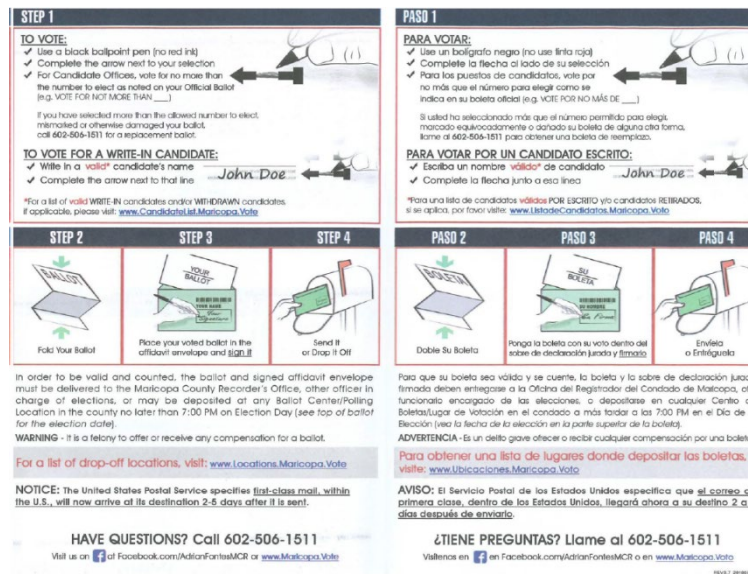 STEP 1
TO VOTE:
✓ Use a black ballpoint pen (no red ink)
✓ Complete the arrow next to your selection
✓ For Candidate Offices, vote for no more than
the number to elect as noted on your Official Ballot
(e.g. VOTE FOR NOT MORE THAN ___)
If you have selected more than the allowed number to elect,
mismarked or otherwise damaged your ballot,
call 602-506-1511 for a replacement ballot.
TO VOTE FOR A WRITE-IN CANDIDATE:
✓ Write in a valid* candidate's name
✓ Complete the arrow next to that line
John Doe
*For a list of valid WRITE-IN candidates and/or WITHDRAWN candidates,
if applicable, please visit: www.CandidateList.Maricopa.Vote
STEP 2
STEP 3
STEP 4
BALLOT
YOUR
BALLOT
YOUR NAME
Your
Signature
Fold Your Ballot
Place your voted ballot in the
affidavit envelope and sign it
Send It
or Drop It Off
In order to be valid and counted, the ballot and signed affidavit envelope
must be delivered to the Maricopa County Recorder's Office, other officer in
charge of elections, or may be deposited at any Ballot Center/Polling
Location in the county no later than 7:00 PM on Election Day (see top of ballot
for the election date).
WARNING - It is a felony to offer or receive any compensation for a ballot.
For a list of drop-off locations, visit: www.Locations.Maricopa.Vote
NOTICE: The United States Postal Service specifies first-class mail, within
the U.S., will now arrive at its destination 2-5 days after it is sent.
HAVE QUESTIONS? Call 602-506-1511
Visit us on f at Facebook.com/AdrianFontesMCR or www.Maricopa.Vote
PASO 1
PARA VOTAR:
✓ Use un bolígrafo negro (no use tinta roja)
✓ Complete la flecha al lado de su selección
✓ Para los puestos de candidatos, vote por
no más que el número para elegir como se
indica en su boleta oficial (e.g. VOTE POR NO MÁS DE ___)
Si usted ha seleccionado más que el número permitido para elegir,
marcado equivocadamente o dañado su boleta de alguna otra forma,
llame al 602-506-1511 para obtener una boleta de reemplazo.
PARA VOTAR POR UN CANDIDATO ESCRITO:
✓ Escriba un nombre válido* de candidato
✓ Complete la flecha junto a esa línea
John Doe
*Para una lista de candidatos válidos POR ESCRITO y/o candidatos RETIRADOS,
si se aplica, por favor visite: www.ListadeCandidatos.Maricopa.Voto
PASO 2
PASO 3
PASO 4
BOLETA
SU
BOLETA
SU NOMBRE
Su Firma
Doble Su Boleta
Ponga la boleta con su voto dentro del
sobre de declaración jurada y firmarlo
Envíela
o Entréguela
Para que su boleta sea válida y se cuente, la boleta y la sobre de declaración jurada
firmada deben entregarse a la Oficina del Registrador del Condado de Maricopa,
funcionario encargado de las elecciones, o depositarse en cualquier Centro
Boletas/Lugar de Votación en el condado a más tardar a las 7:00 PM en el Día de
Elección (vea la fecha de la elección en la parte superior de la boleta).
ADVERTENCIA - Es un delito grave ofrecer o recibir cualquier compensación por una boleta
Para obtener una lista de lugares donde depositar las boletas,
visite: www.Ubicaciones.Maricopa.Voto
AVISO: El Servicio Postal de los Estados Unidos especifica que el correo
primera clase, dentro de los Estados Unidos, llegará ahora a su destino 2 a
días después de enviarlo.
¿TIENE PREGUNTAS? Llame al 602-506-1511
Visítenos en f en Facebook.com/AdrianFontesMCR o en www.Maricopa.Voto